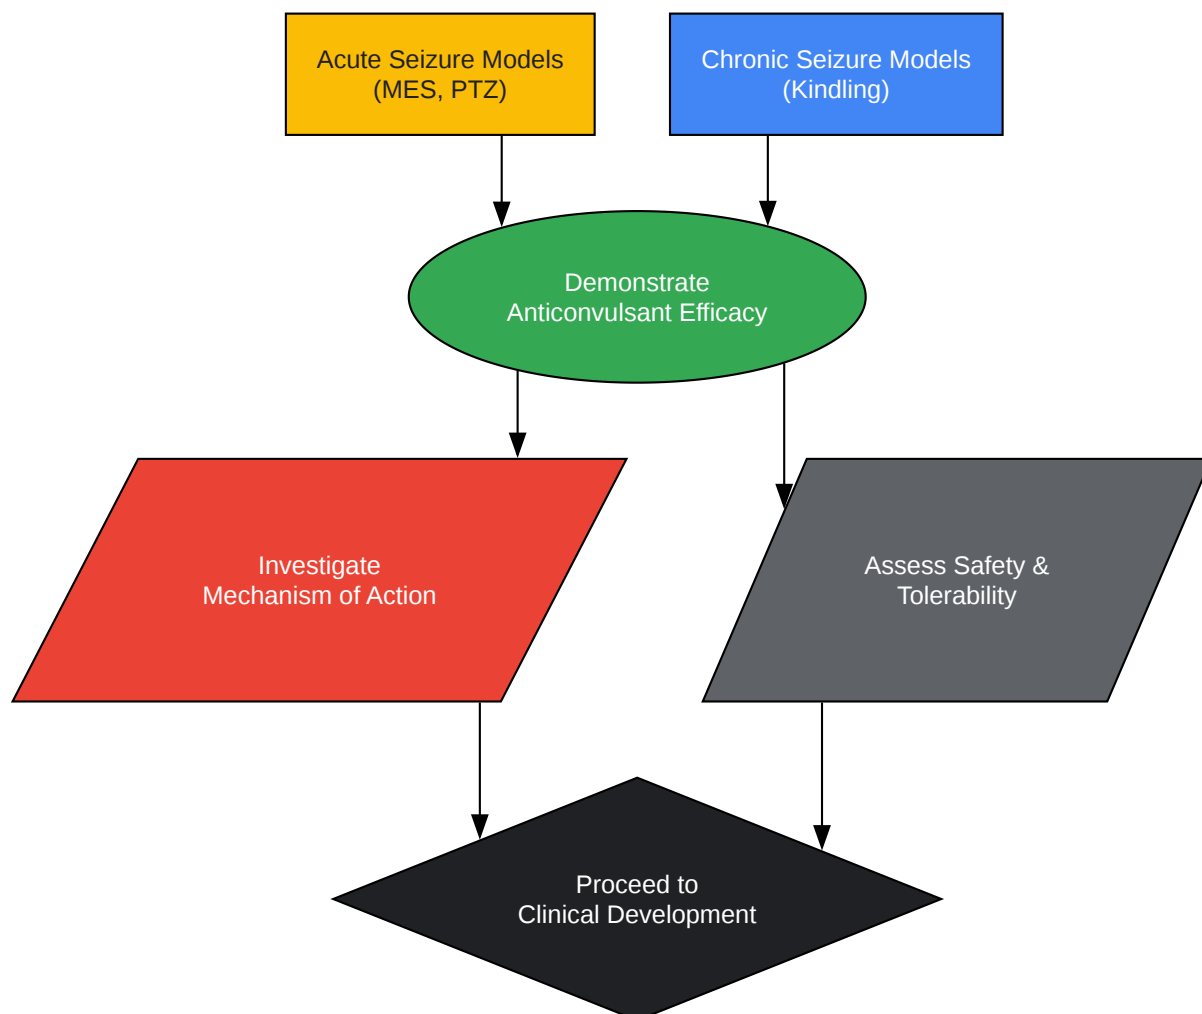 Acute Seizure Models
(MES, PTZ)
Chronic Seizure Models
(Kindling)
Demonstrate
Anticonvulsant Efficacy
Investigate
Mechanism of Action
Assess Safety &
Tolerability
Proceed to
Clinical Development